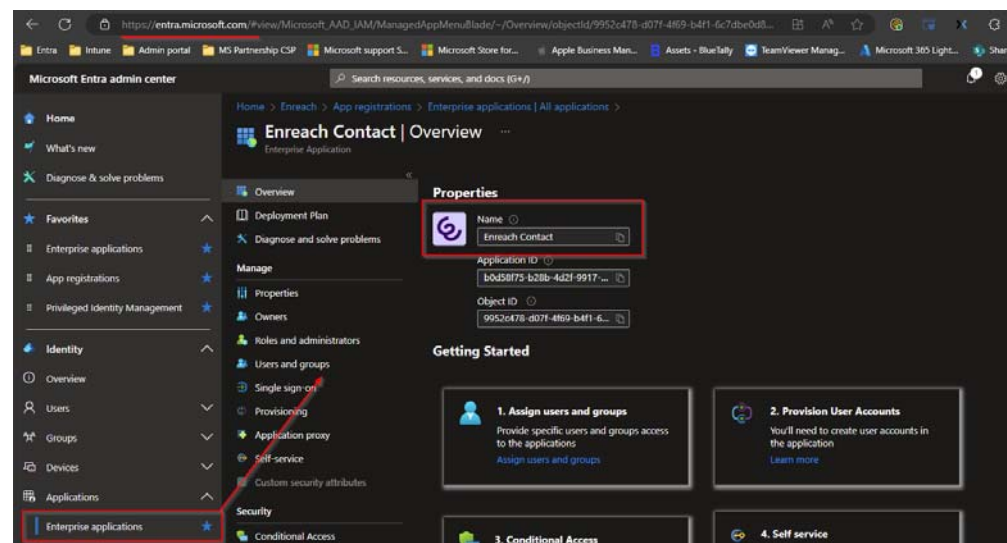 https://entra.microsoft.com/#view/Microsoft_AAD_IAM/ManagedAppMenuBlade/~/Overview/objectId/9952c478-d07f-4f69-b4f1-6c7dbe0d8...
Entra Intune Admin portal MS Partnership CSP Microsoft support S... Microsoft Store for... Apple Business Man... Assets - BlueTally TeamViewer Manag... Microsoft 365 Light... Shar
Microsoft Entra admin center
Search resources, services, and docs (G+/)
Home
What's new
Diagnose & solve problems
Favorites
Enterprise applications
App registrations
Privileged Identity Management
Identity
Overview
Users
Groups
Devices
Applications
Enterprise applications
Home > Enreach > App registrations > Enterprise applications | All applications >
Enreach Contact | Overview ...
Enterprise Application
Overview
Deployment Plan
Diagnose and solve problems
Manage
Properties
Owners
Roles and administrators
Users and groups
Single sign-on
Provisioning
Application proxy
Self-service
Custom security attributes
Security
Conditional Access
Properties
Name
Enreach Contact
Application ID
b0d58f75-b28b-4d2f-9917-...
Object ID
9952c478-d07f-4f69-b4f1-6...
Getting Started
1. Assign users and groups
Provide specific users and groups access
to the applications
Assign users and groups
2. Provision User Accounts
You'll need to create user accounts in
the application
Learn more
3. Conditional Access
4. Self service